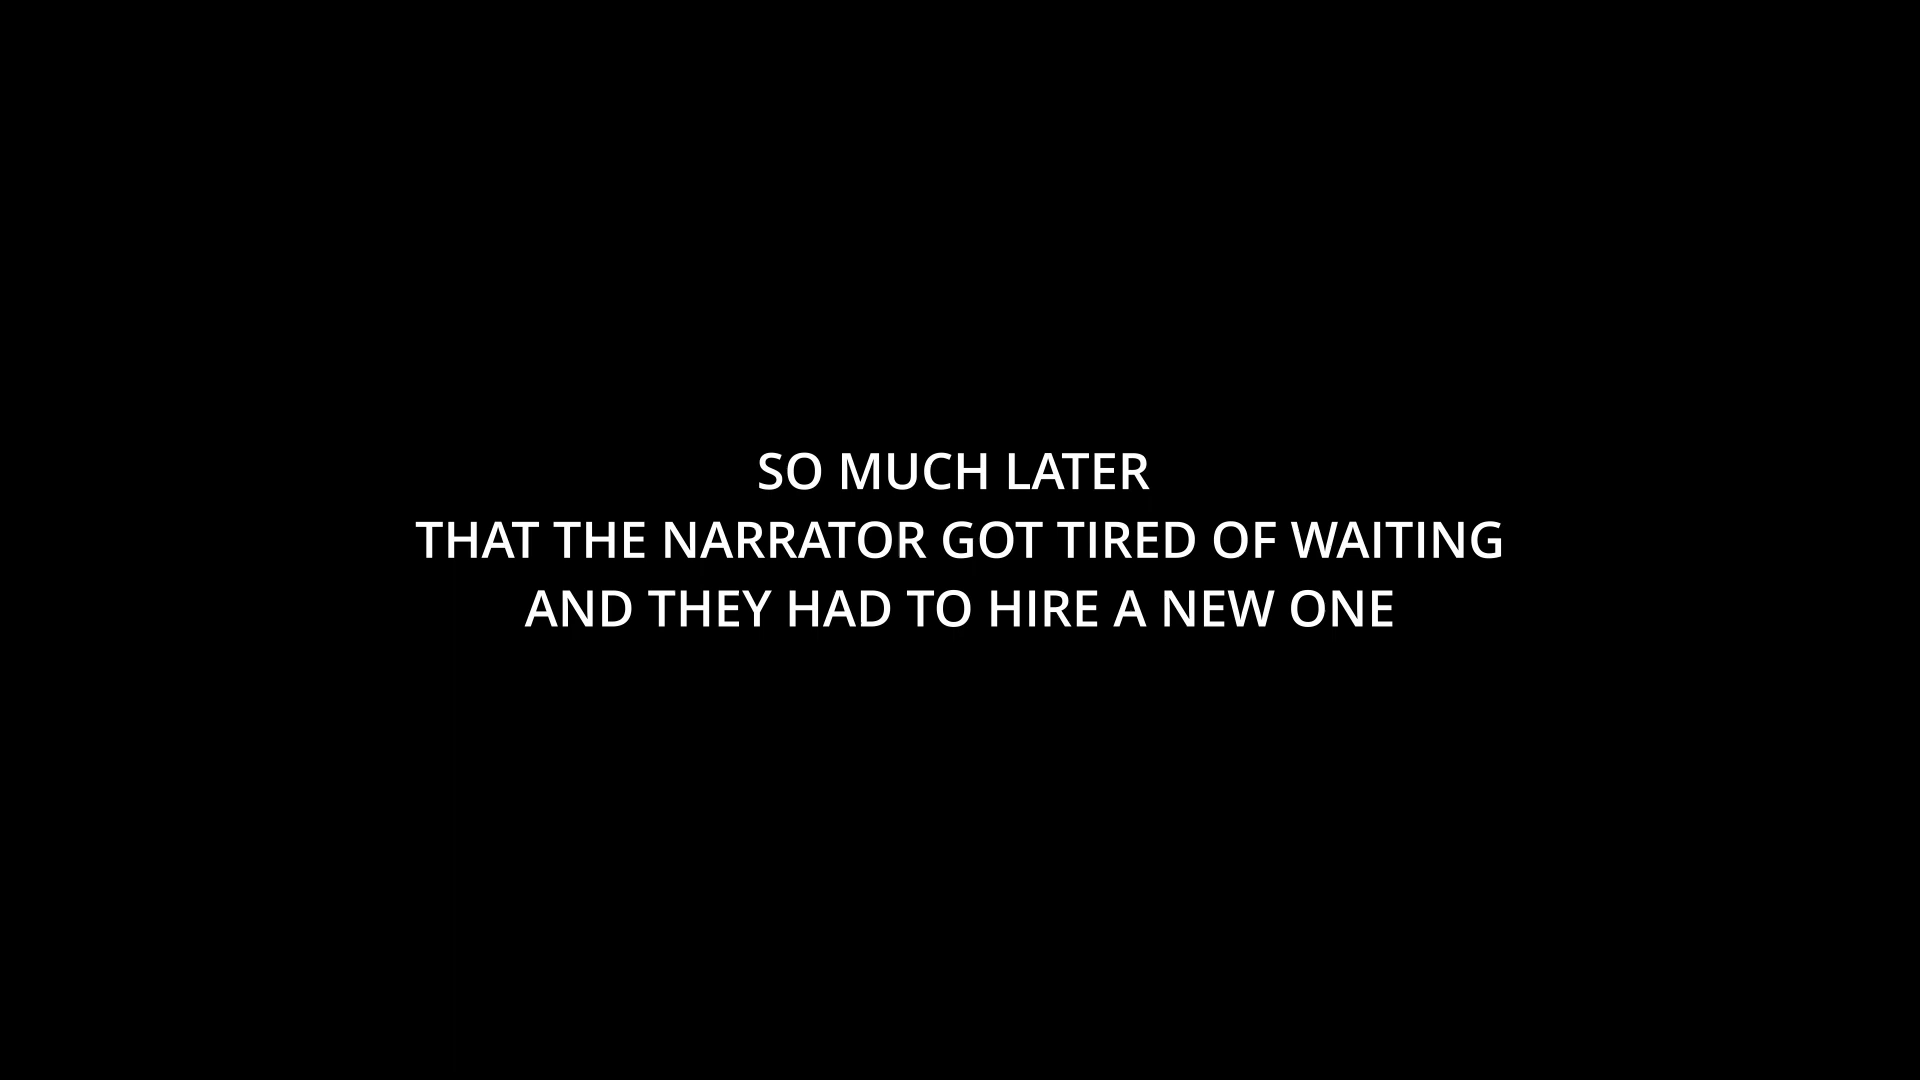 SO MUCH LATER
THAT THE NARRATOR GOT TIRED OF WAITING
AND THEY HAD TO HIRE A NEW ONE